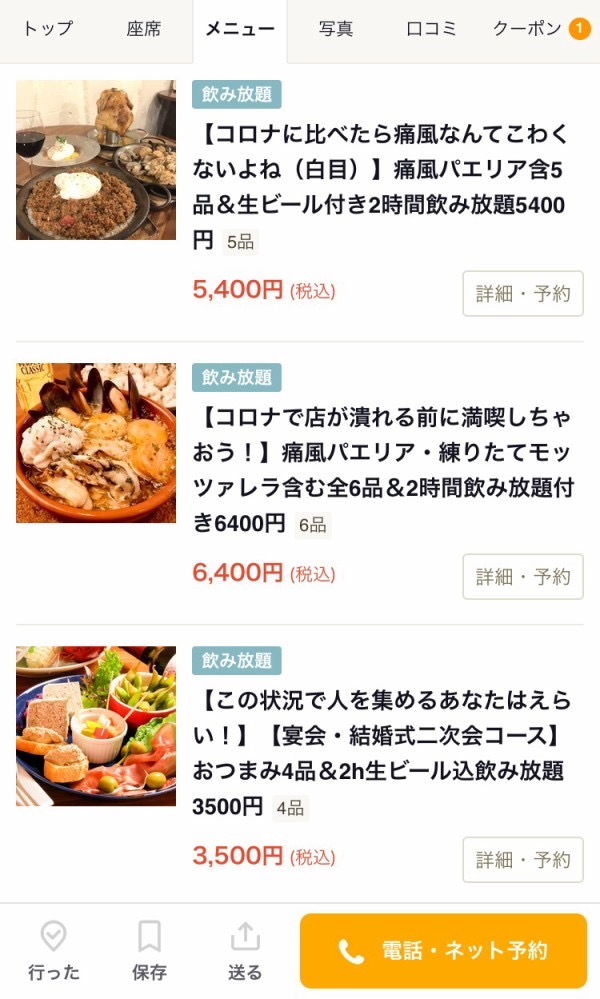 トップ 座席 メニュー 写真 口コミ クーポン 1
飲み放題
【コロナに比べたら痛風なんてこわく
ないよね（白目）】痛風パエリア含5
品＆生ビール付き2時間飲み放題5400
円 5品
5,400円 (税込)
詳細・予約
飲み放題
【コロナで店が潰れる前に満喫しちゃ
おう！】痛風パエリア・練りたてモッ
ツァレラ含む全6品＆2時間飲み放題付
き6400円 6品
6,400円 (税込)
詳細・予約
飲み放題
【この状況で人を集めるあなたはえら
い！】【宴会・結婚式二次会コース】
おつまみ4品＆2h生ビール込飲み放題
3500円 4品
3,500円 (税込)
詳細・予約
行った 保存 送る 電話・ネット予約
CLASSIC